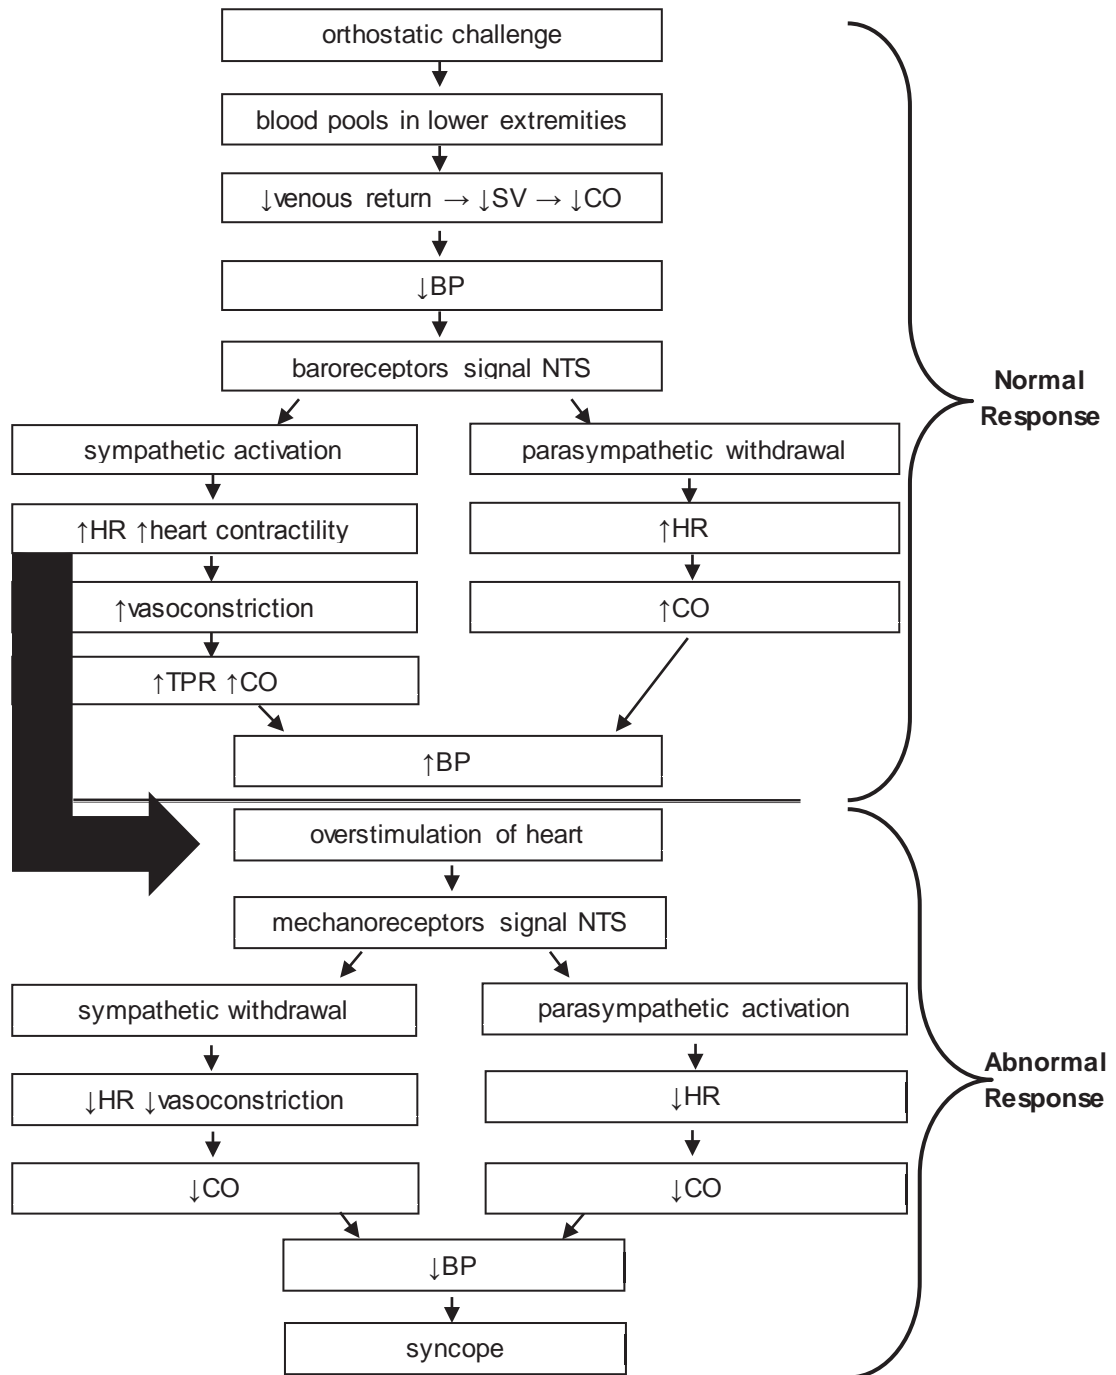 orthostatic challenge
blood pools in lower extremities
↓venous return → ↓SV → ↓CO
↓BP
baroreceptors signal NTS
Normal
Response
sympathetic activation
parasympathetic withdrawal
↑HR ↑heart contractility
↑HR
↑vasoconstriction
↑CO
↑TPR ↑CO
↑BP
overstimulation of heart
mechanoreceptors signal NTS
sympathetic withdrawal
parasympathetic activation
Abnormal
Response
↓HR ↓vasoconstriction
↓HR
↓CO
↓CO
↓BP
syncope